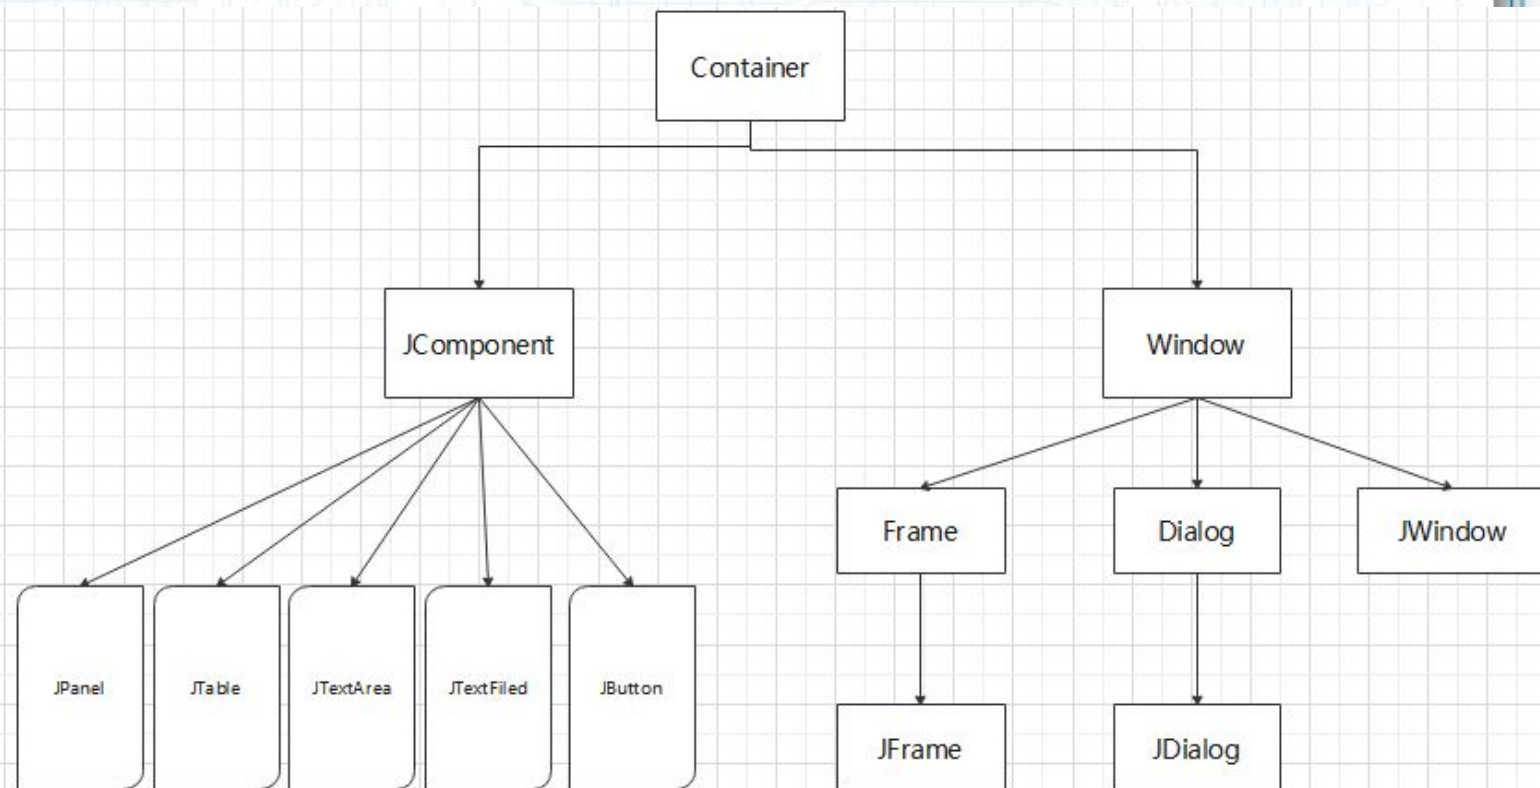 Container
JComponent
Window
Frame
Dialog
JWindow
JPanel
JTable
JTextArea
JTextFiled
JButton
JFrame
JDialog